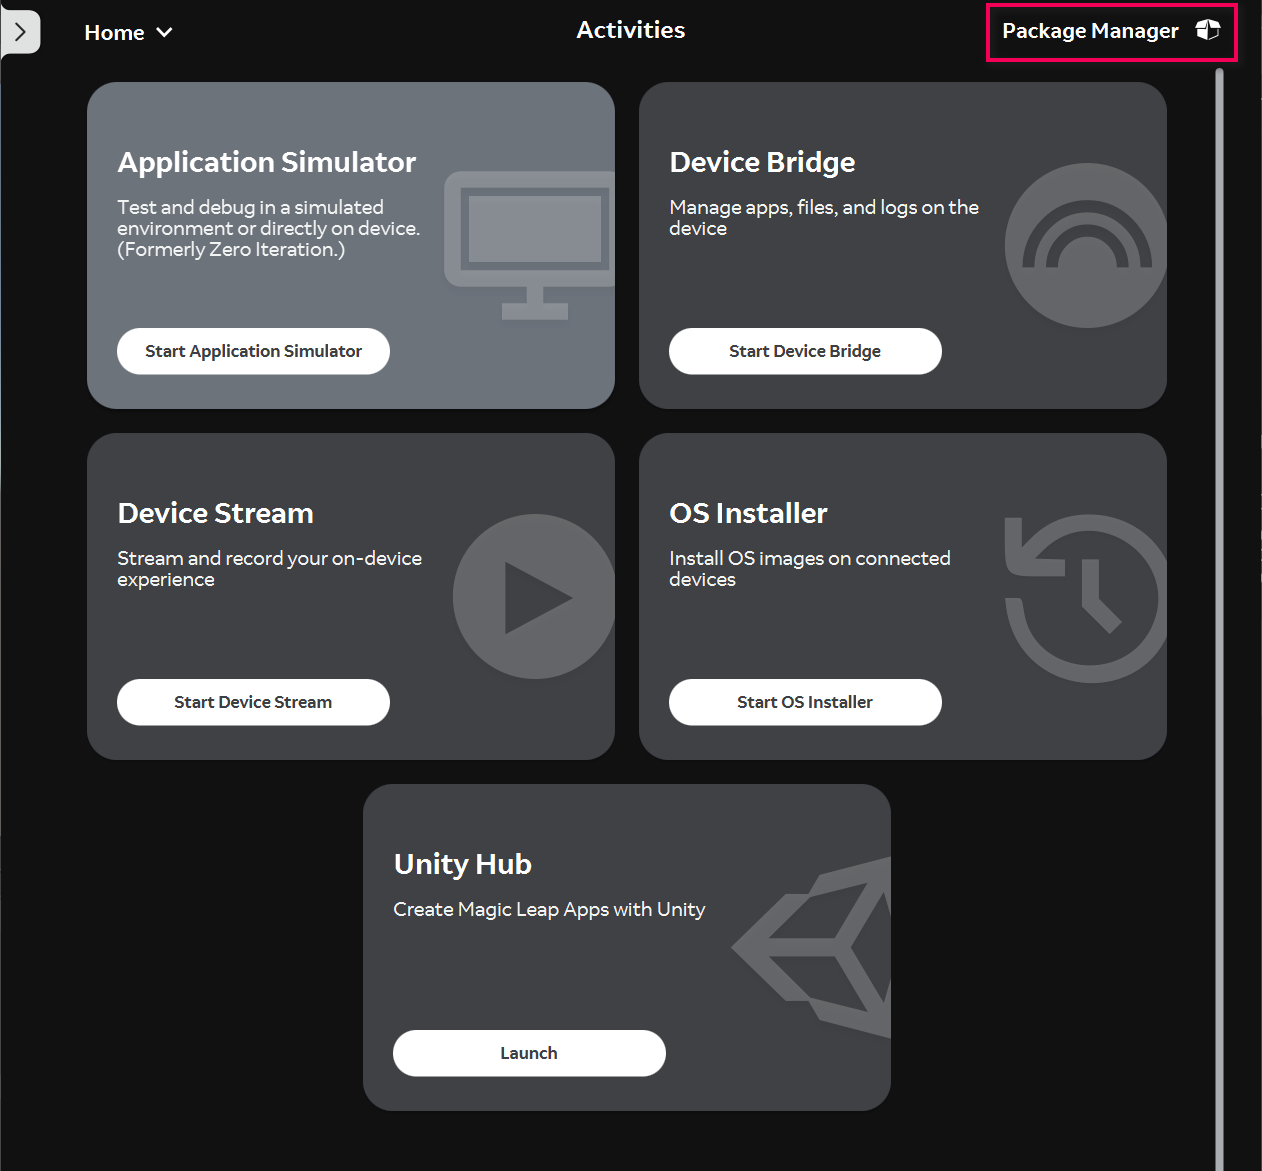 Home
Activities
Package Manager
Application Simulator
Test and debug in a simulated
environment or directly on device.
(Formerly Zero Iteration.)
Start Application Simulator
Device Bridge
Manage apps, files, and logs on the
device
Start Device Bridge
Device Stream
Stream and record your on-device
experience
Start Device Stream
OS Installer
Install OS images on connected
devices
Start OS Installer
Unity Hub
Create Magic Leap Apps with Unity
Launch